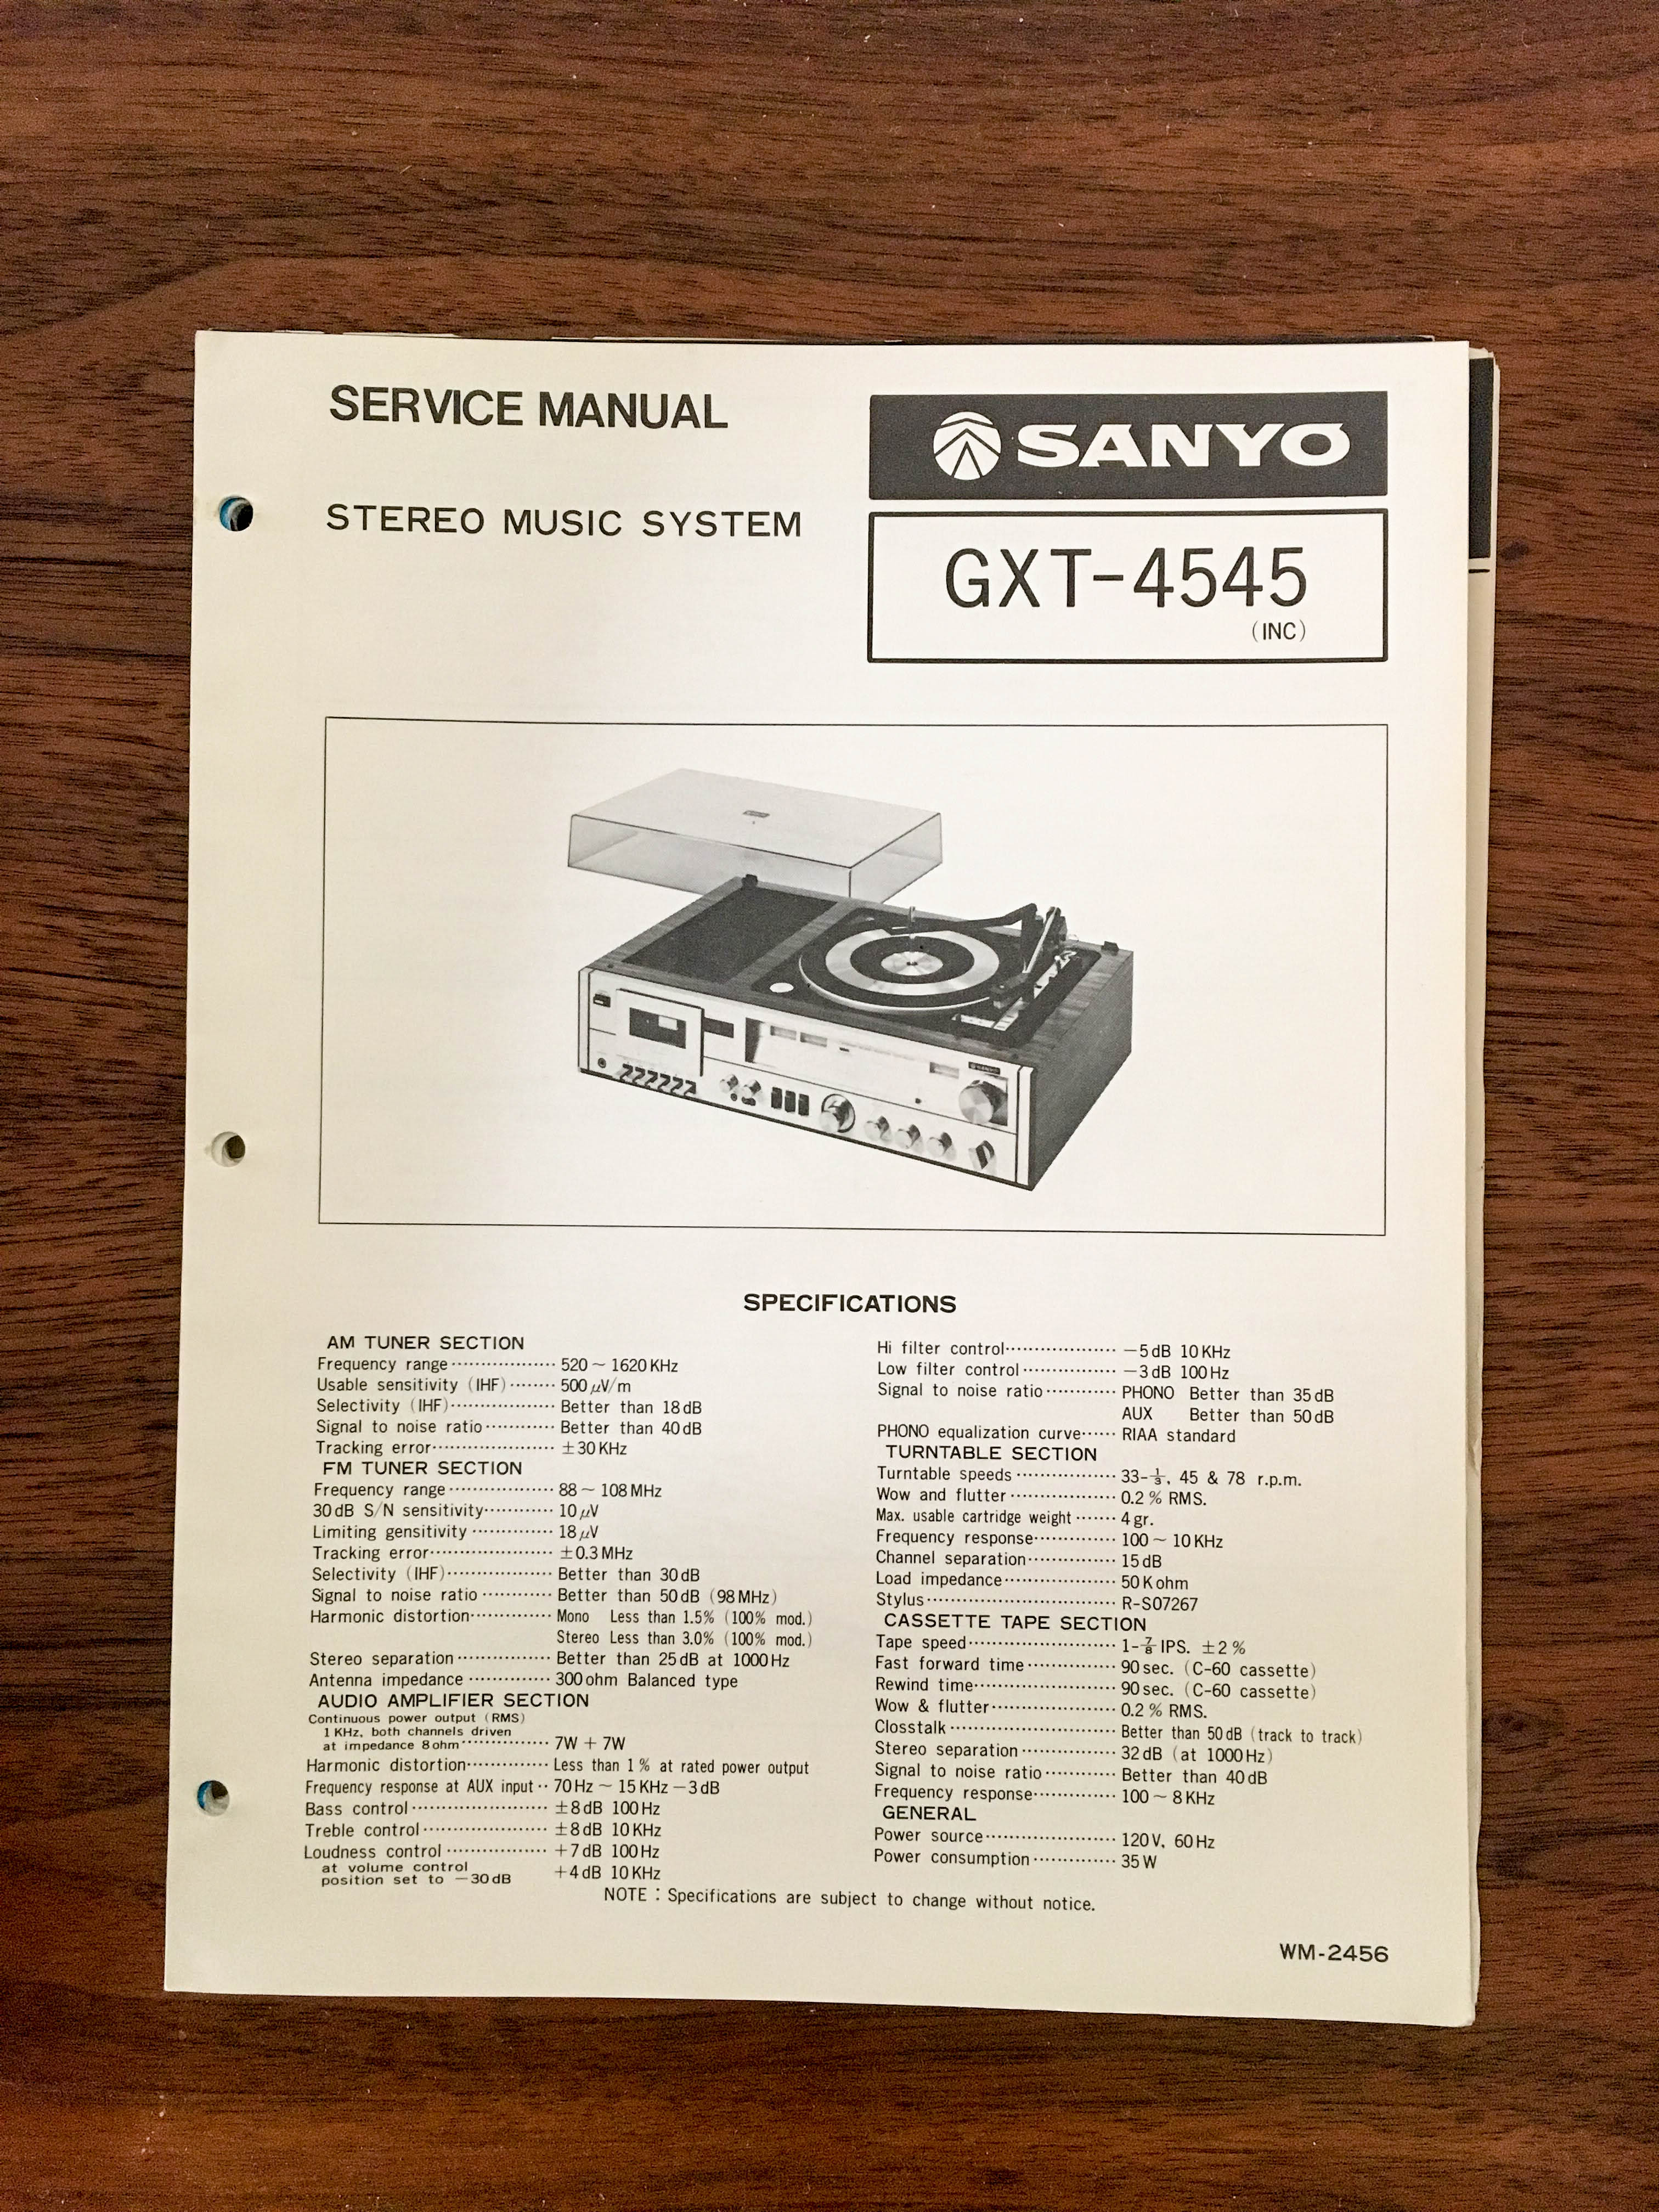 SERVICE MANUAL
SANYO
STEREO MUSIC SYSTEM
GXT-4545
(INC)
SPECIFICATIONS
AM TUNER SECTION
Frequency range 520 ~ 1620 KHz
Usable sensitivity (IHF) 500 μV/m
Selectivity (IHF) Better than 18 dB
Signal to noise ratio Better than 40 dB
Tracking error ±30 KHz
FM TUNER SECTION
Frequency range 88 ~ 108 MHz
30 dB S/N sensitivity 10 μV
Limiting gensitivity 18 μV
Tracking error ±0.3 MHz
Selectivity (IHF) Better than 30 dB
Signal to noise ratio Better than 50 dB (98 MHz)
Harmonic distortion Mono Less than 1.5% (100% mod.)
Stereo Less than 3.0% (100% mod.)
Stereo separation Better than 25 dB at 1000 Hz
Antenna impedance 300 ohm Balanced type
AUDIO AMPLIFIER SECTION
Continuous power output (RMS)
1 KHz, both channels driven
at impedance 8 ohm 7W + 7W
Harmonic distortion Less than 1 % at rated power output
Frequency response at AUX input 70 Hz ~ 15 KHz −3 dB
Bass control ±8 dB 100 Hz
Treble control ±8 dB 10 KHz
Loudness control +7 dB 100 Hz
at volume control
position set to −30 dB +4 dB 10 KHz
Hi filter control −5 dB 10 KHz
Low filter control −3 dB 100 Hz
Signal to noise ratio PHONO Better than 35 dB
AUX Better than 50 dB
PHONO equalization curve RIAA standard
TURNTABLE SECTION
Turntable speeds 33-1/3, 45 & 78 r.p.m.
Wow and flutter 0.2 % RMS.
Max. usable cartridge weight 4 gr.
Frequency response 100 ~ 10 KHz
Channel separation 15 dB
Load impedance 50 K ohm
Stylus R-S07267
CASSETTE TAPE SECTION
Tape speed 1-7/8 IPS. ±2 %
Fast forward time 90 sec. (C-60 cassette)
Rewind time 90 sec. (C-60 cassette)
Wow & flutter 0.2 % RMS.
Closstalk Better than 50 dB (track to track)
Stereo separation 32 dB (at 1000 Hz)
Signal to noise ratio Better than 40 dB
Frequency response 100 ~ 8 KHz
GENERAL
Power source 120 V, 60 Hz
Power consumption 35 W
NOTE : Specifications are subject to change without notice.
WM-2456